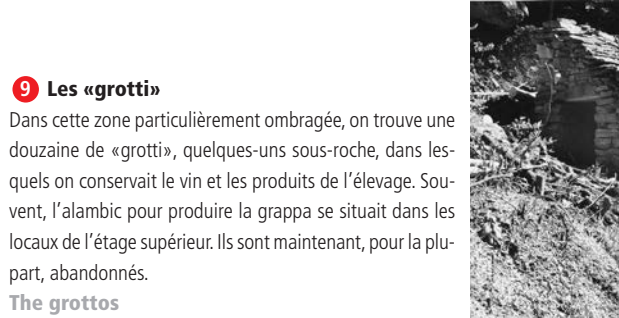 9 Les «grotti»
Dans cette zone particulièrement ombragée, on trouve une
douzaine de «grotti», quelques-uns sous-roche, dans les-
quels on conservait le vin et les produits de l'élevage. Sou-
vent, l'alambic pour produire la grappa se situait dans les
locaux de l'étage supérieur. Ils sont maintenant, pour la plu-
part, abandonnés.
The grottos